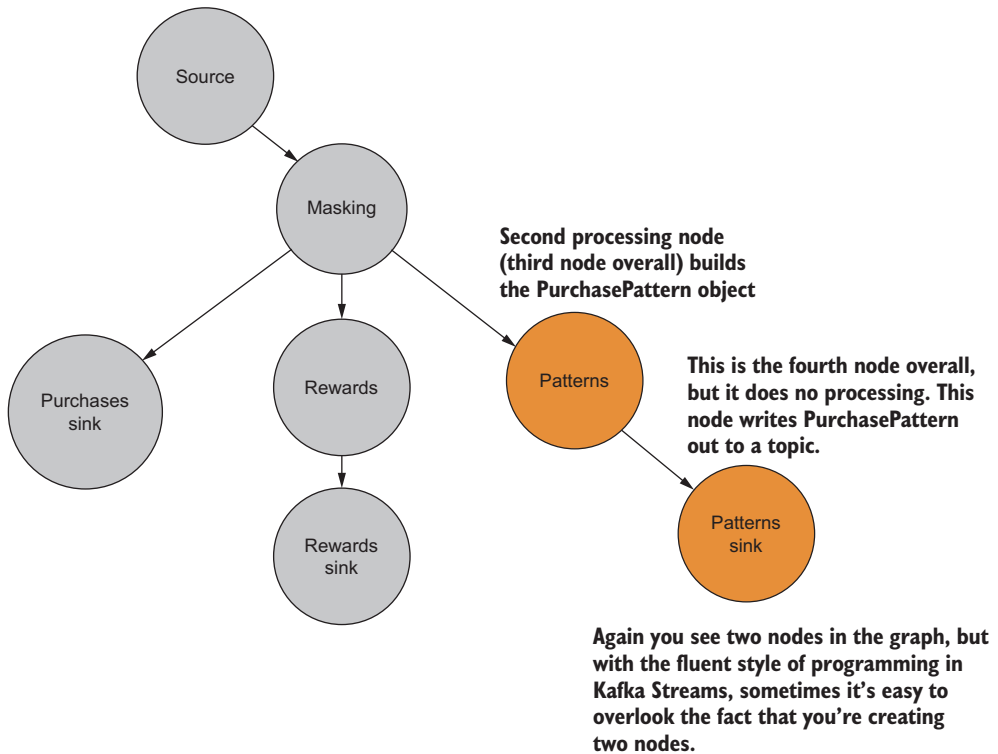 Source
Masking
Second processing node
(third node overall) builds
the PurchasePattern object
Purchases
sink
Rewards
Patterns
This is the fourth node overall,
but it does no processing. This
node writes PurchasePattern
out to a topic.
Rewards
sink
Patterns
sink
Again you see two nodes in the graph, but
with the fluent style of programming in
Kafka Streams, sometimes it's easy to
overlook the fact that you're creating
two nodes.